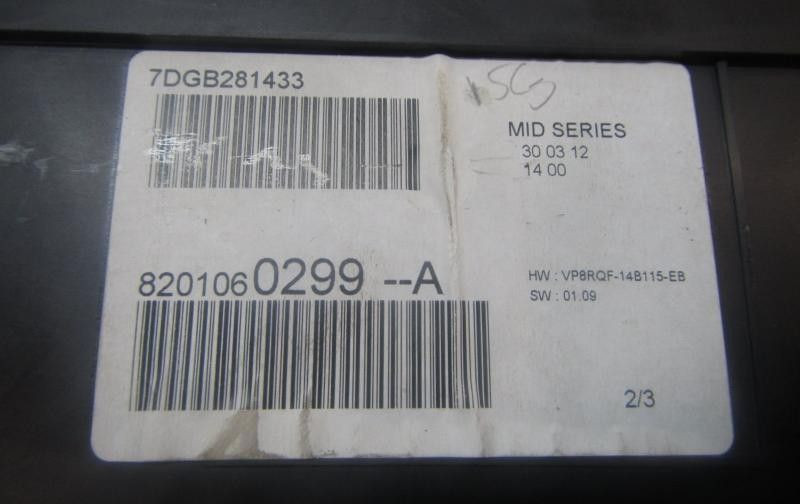 7DGB281433
MID SERIES
30 03 12
14 00
8201060299 --A
HW : VP8RQF-14B115-EB
SW : 01.09
2/3